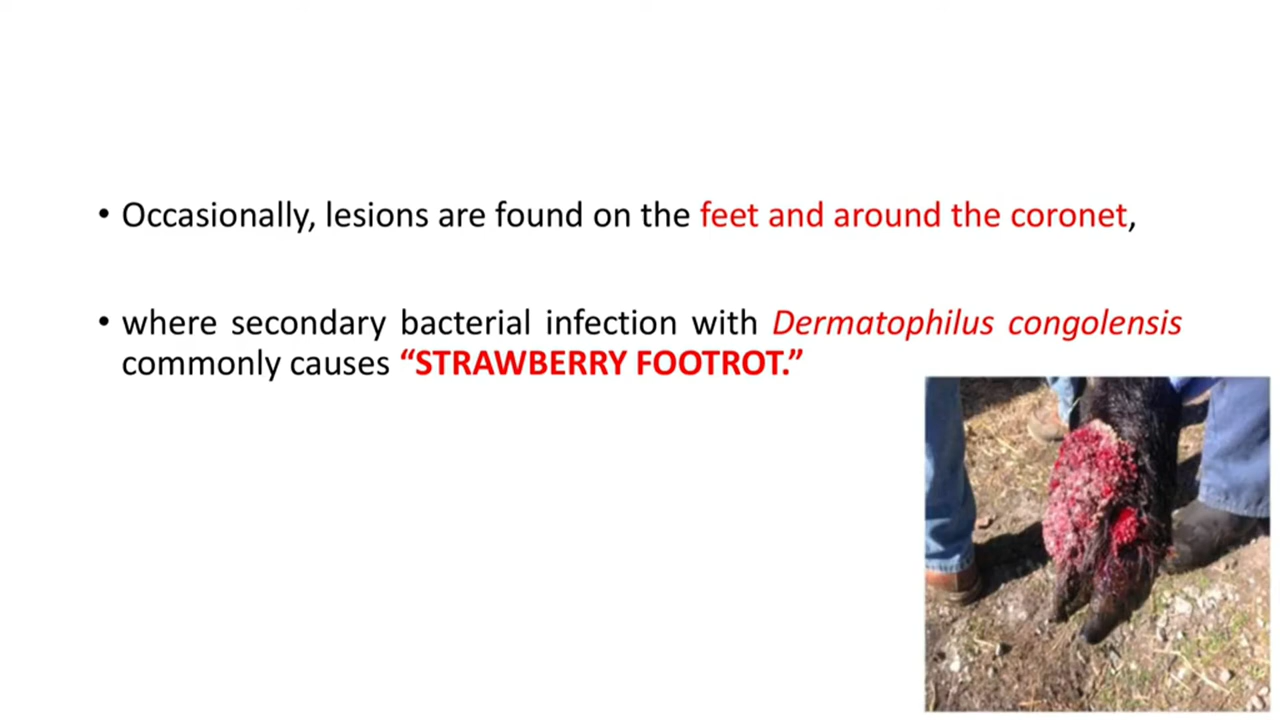 • Occasionally, lesions are found on the feet and around the coronet,
• where secondary bacterial infection with Dermatophilus congolensis
commonly causes “STRAWBERRY FOOTROT.”